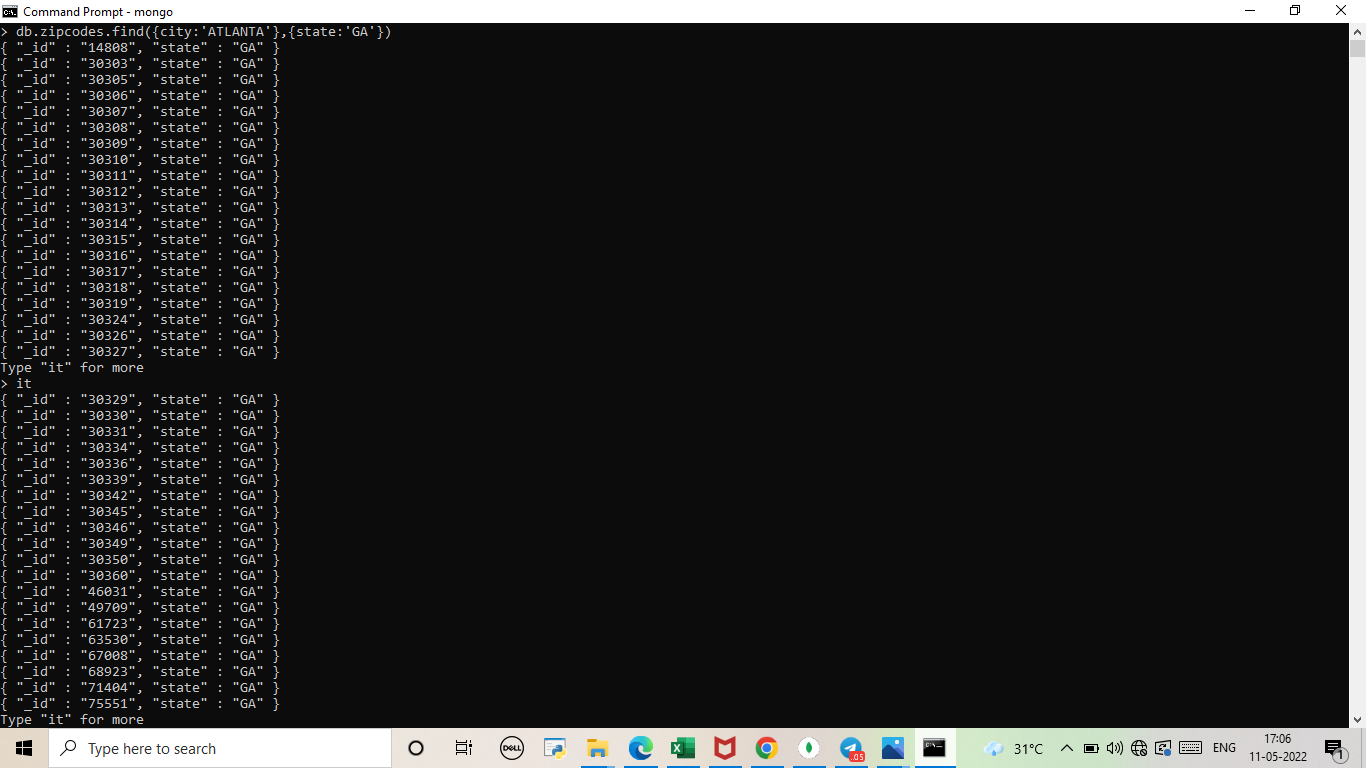 Command Prompt - mongo
> db.zipcodes.find({city:'ATLANTA'},{state:'GA'})
{ "_id" : "14808", "state" : "GA" }
{ "_id" : "30303", "state" : "GA" }
{ "_id" : "30305", "state" : "GA" }
{ "_id" : "30306", "state" : "GA" }
{ "_id" : "30307", "state" : "GA" }
{ "_id" : "30308", "state" : "GA" }
{ "_id" : "30309", "state" : "GA" }
{ "_id" : "30310", "state" : "GA" }
{ "_id" : "30311", "state" : "GA" }
{ "_id" : "30312", "state" : "GA" }
{ "_id" : "30313", "state" : "GA" }
{ "_id" : "30314", "state" : "GA" }
{ "_id" : "30315", "state" : "GA" }
{ "_id" : "30316", "state" : "GA" }
{ "_id" : "30317", "state" : "GA" }
{ "_id" : "30318", "state" : "GA" }
{ "_id" : "30319", "state" : "GA" }
{ "_id" : "30324", "state" : "GA" }
{ "_id" : "30326", "state" : "GA" }
{ "_id" : "30327", "state" : "GA" }
Type "it" for more
> it
{ "_id" : "30329", "state" : "GA" }
{ "_id" : "30330", "state" : "GA" }
{ "_id" : "30331", "state" : "GA" }
{ "_id" : "30334", "state" : "GA" }
{ "_id" : "30336", "state" : "GA" }
{ "_id" : "30339", "state" : "GA" }
{ "_id" : "30342", "state" : "GA" }
{ "_id" : "30345", "state" : "GA" }
{ "_id" : "30346", "state" : "GA" }
{ "_id" : "30349", "state" : "GA" }
{ "_id" : "30350", "state" : "GA" }
{ "_id" : "30360", "state" : "GA" }
{ "_id" : "46031", "state" : "GA" }
{ "_id" : "49709", "state" : "GA" }
{ "_id" : "61723", "state" : "GA" }
{ "_id" : "63530", "state" : "GA" }
{ "_id" : "67008", "state" : "GA" }
{ "_id" : "68923", "state" : "GA" }
{ "_id" : "71404", "state" : "GA" }
{ "_id" : "75551", "state" : "GA" }
Type "it" for more
Type here to search
DELL
.05
31°C
ENG
17:06
11-05-2022
1